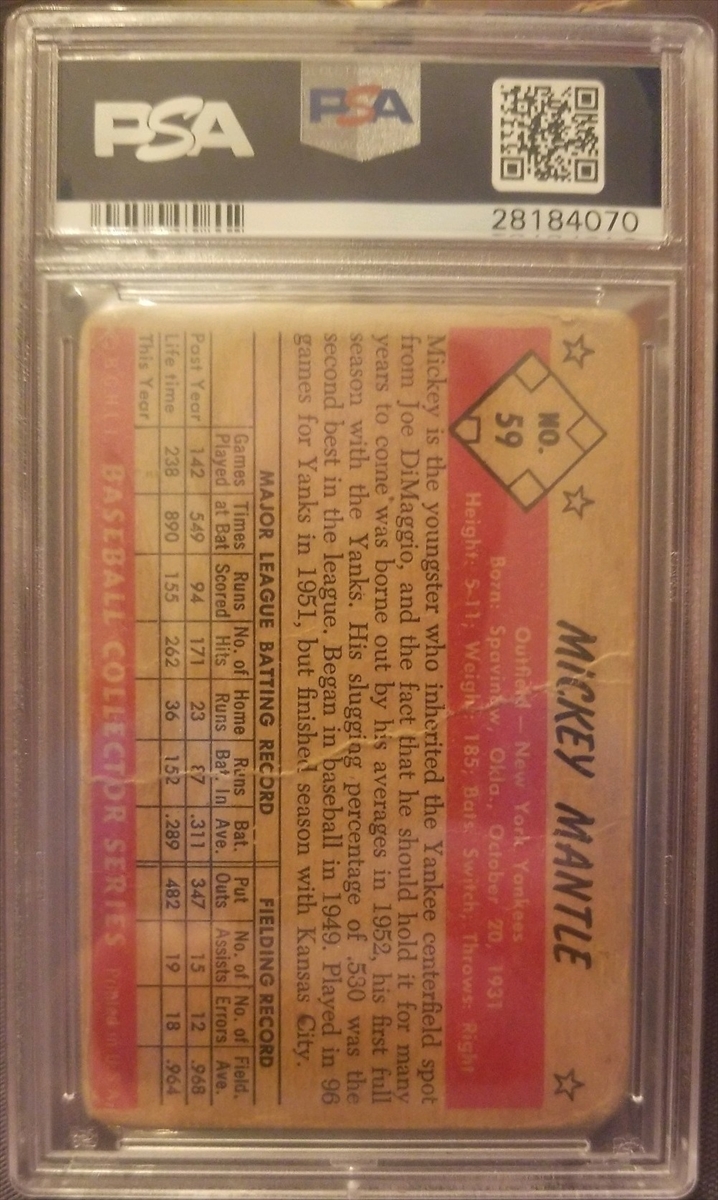 PSA
PSA
28184070
NO.
59
MICKEY MANTLE
Outfield — New York Yankees
Born: Spavinaw, Okla., October 20, 1931
Height: 5-11; Weight: 185; Bats: Switch; Throws: Right
Mickey is the youngster who inherited the Yankee centerfield spot
from Joe DiMaggio, and the fact that he should hold it for many
years to come was borne out by his averages in 1952, his first full
season with the Yanks. His slugging percentage of .530 was the
second best in the league. Began in baseball in 1949. Played in 96
games for Yanks in 1951, but finished season with Kansas City.
MAJOR LEAGUE BATTING RECORD FIELDING RECORD
Games Times Runs No. of Home Runs Bat. Put No. of No. of Field.
Played at Bat Scored Hits Runs Bat. In Ave. Outs Assists Errors Ave.
Past Year 142 549 94 171 23 87 .311 347 15 12 .968
Life time 238 890 155 262 36 152 .289 482 19 18 .964
This Year
BASEBALL COLLECTOR SERIES Printed in